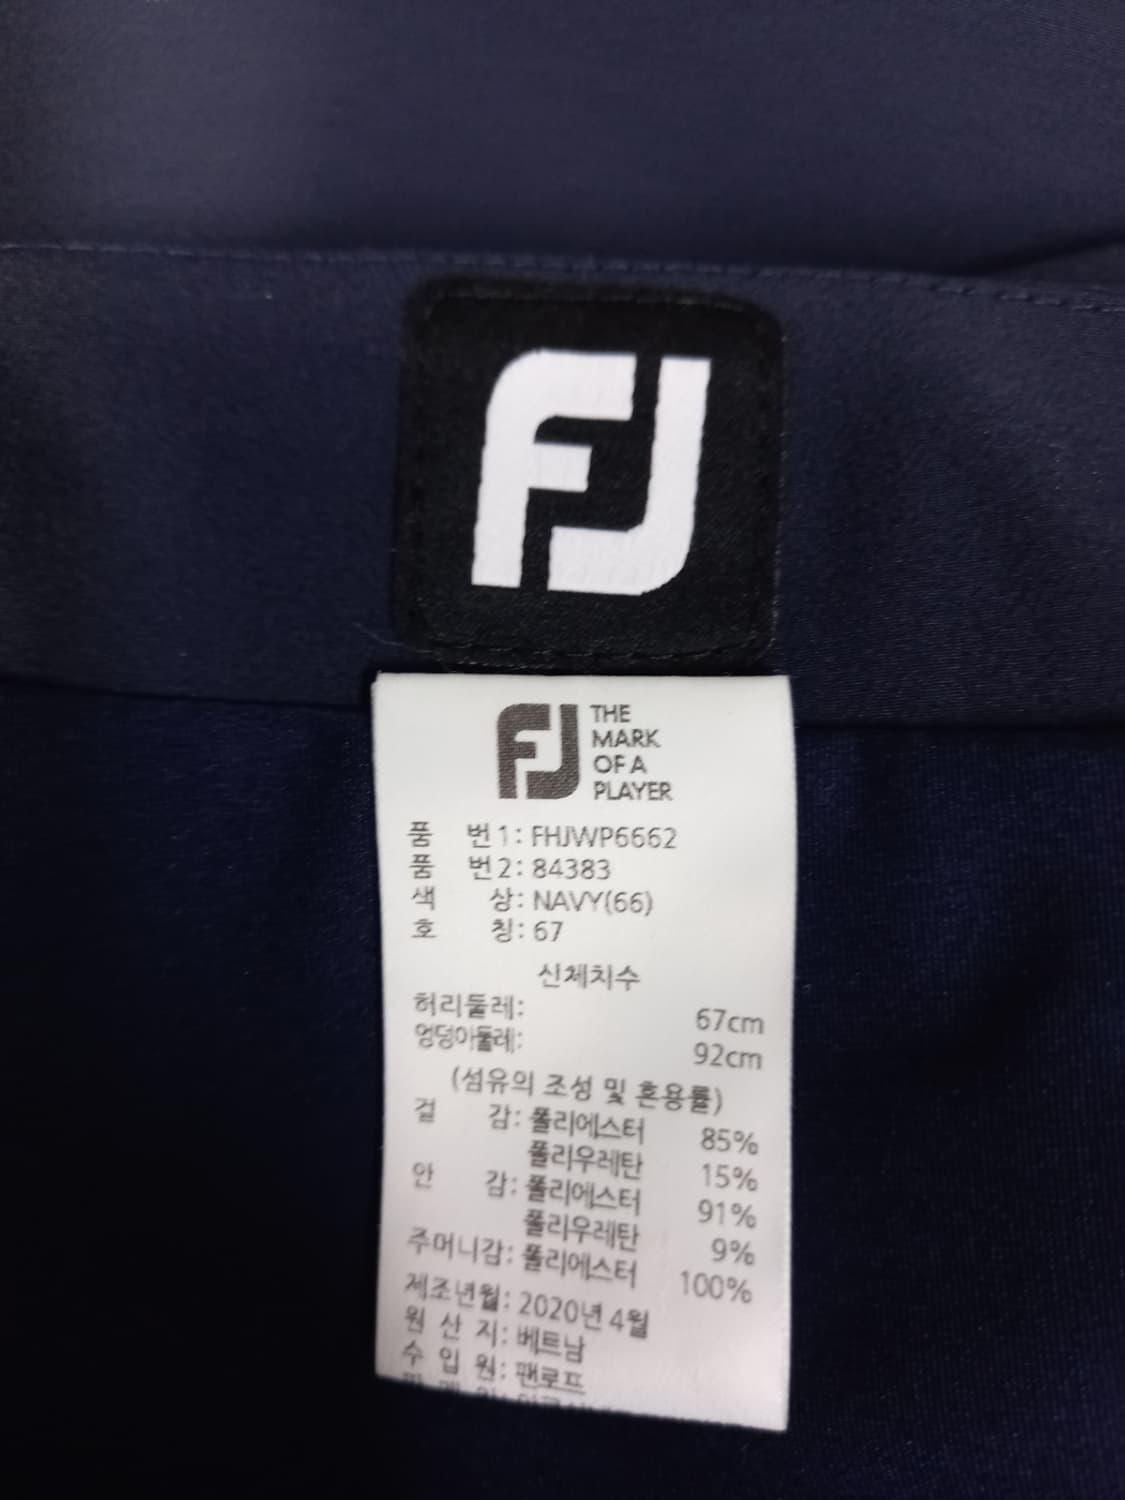 FJ
FJ THE
MARK
OF A
PLAYER
품 번1: FHJWP6662
품 번2: 84383
색 상: NAVY(66)
호 칭: 67
신체치수
허리둘레: 67cm
엉덩이둘레: 92cm
(섬유의 조성 및 혼용률)
겉 감: 폴리에스터 85%
폴리우레탄 15%
안 감: 폴리에스터 91%
폴리우레탄 9%
주머니감: 폴리에스터 100%
제조년월: 2020년 4월
원 산 지: 베트남
수 입 원: 팬로프